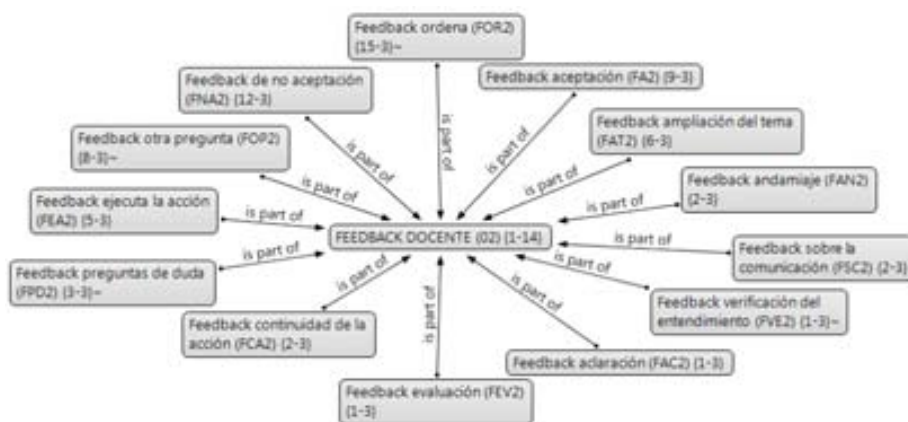 Feedback ordena (FOR2)
{15-3}~
Feedback de no aceptación
(FNA2) {12-3}
Feedback aceptación (FA2) {9-3}
Feedback otra pregunta (FOP2)
{8-3}~
Feedback ampliación del tema
(FAT2) {6-3}
Feedback ejecuta la acción
(FEA2) {5-3}
Feedback andamiaje (FAN2)
{2-3}
FEEDBACK DOCENTE (02) {1-14}
Feedback preguntas de duda
(FPD2) {3-3}~
Feedback sobre la
comunicación (FSC2) {2-3}
Feedback continuidad de la
acción (FCA2) {2-3}
Feedback verificación del
entendimiento (FVE2) {1-3}~
Feedback evaluación (FEV2)
{1-3}
Feedback aclaración (FAC2) {1-3}
is part of
is part of
is part of
is part of
is part of
is part of
is part of
is part of
is part of
is part of
is part of
is part of
is part of